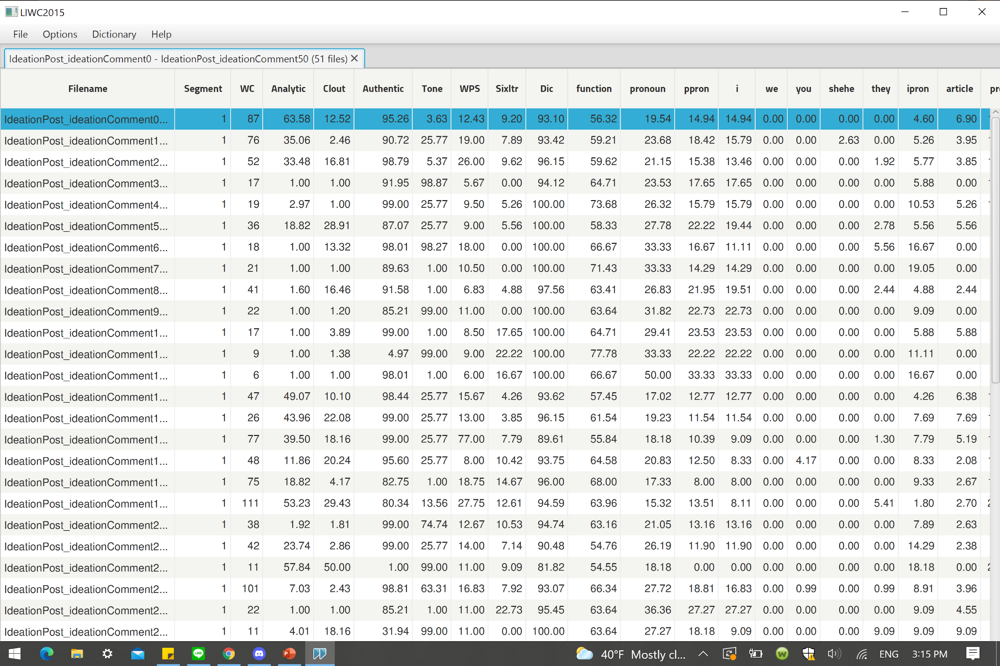 LIWC2015
File Options Dictionary Help
IdeationPost_ideationComment0 - IdeationPost_ideationComment50 (51 files)
Filename Segment WC Analytic Clout Authentic Tone WPS Sixltr Dic function pronoun ppron i we you shehe they ipron article
IdeationPost_ideationComment0... 1 87 63.58 12.52 95.26 3.63 12.43 9.20 93.10 56.32 19.54 14.94 14.94 0.00 0.00 0.00 0.00 4.60 6.90
IdeationPost_ideationComment1... 1 76 35.06 2.46 90.72 25.77 19.00 7.89 93.42 59.21 23.68 18.42 15.79 0.00 0.00 2.63 0.00 5.26 3.95
IdeationPost_ideationComment2... 1 52 33.48 16.81 98.79 5.37 26.00 9.62 96.15 59.62 21.15 15.38 13.46 0.00 0.00 0.00 1.92 5.77 3.85
IdeationPost_ideationComment3... 1 17 1.00 1.00 91.95 98.87 5.67 0.00 94.12 64.71 23.53 17.65 17.65 0.00 0.00 0.00 0.00 5.88 0.00
IdeationPost_ideationComment4... 1 19 2.97 1.00 99.00 25.77 9.50 5.26 100.00 73.68 26.32 15.79 15.79 0.00 0.00 0.00 0.00 10.53 5.26
IdeationPost_ideationComment5... 1 36 18.82 28.91 87.07 25.77 9.00 5.56 100.00 58.33 27.78 22.22 19.44 0.00 0.00 0.00 2.78 5.56 5.56
IdeationPost_ideationComment6... 1 18 1.00 13.32 98.01 98.27 18.00 0.00 100.00 66.67 33.33 16.67 11.11 0.00 0.00 0.00 5.56 16.67 0.00
IdeationPost_ideationComment7... 1 21 1.00 1.00 89.63 1.00 10.50 0.00 100.00 71.43 33.33 14.29 14.29 0.00 0.00 0.00 0.00 19.05 0.00
IdeationPost_ideationComment8... 1 41 1.60 16.46 91.58 1.00 6.83 4.88 97.56 63.41 26.83 21.95 19.51 0.00 0.00 0.00 2.44 4.88 2.44
IdeationPost_ideationComment9... 1 22 1.00 1.20 85.21 99.00 11.00 0.00 100.00 63.64 31.82 22.73 22.73 0.00 0.00 0.00 0.00 9.09 0.00
IdeationPost_ideationComment1... 1 17 1.00 3.89 99.00 1.00 8.50 17.65 100.00 64.71 29.41 23.53 23.53 0.00 0.00 0.00 0.00 5.88 5.88
IdeationPost_ideationComment1... 1 9 1.00 1.38 4.97 99.00 9.00 22.22 100.00 77.78 33.33 22.22 22.22 0.00 0.00 0.00 0.00 11.11 0.00
IdeationPost_ideationComment1... 1 6 1.00 1.00 98.01 1.00 6.00 16.67 100.00 66.67 50.00 33.33 33.33 0.00 0.00 0.00 0.00 16.67 0.00
IdeationPost_ideationComment1... 1 47 49.07 10.10 98.44 25.77 15.67 4.26 93.62 57.45 17.02 12.77 12.77 0.00 0.00 0.00 0.00 4.26 6.38
IdeationPost_ideationComment1... 1 26 43.96 22.08 99.00 25.77 13.00 3.85 96.15 61.54 19.23 11.54 11.54 0.00 0.00 0.00 0.00 7.69 7.69
IdeationPost_ideationComment1... 1 77 39.50 18.16 99.00 25.77 77.00 7.79 89.61 55.84 18.18 10.39 9.09 0.00 0.00 0.00 1.30 7.79 5.19
IdeationPost_ideationComment1... 1 48 11.86 20.24 95.60 25.77 8.00 10.42 93.75 64.58 20.83 12.50 8.33 0.00 4.17 0.00 0.00 8.33 2.08
IdeationPost_ideationComment1... 1 75 18.82 4.17 82.75 1.00 18.75 14.67 96.00 68.00 17.33 8.00 8.00 0.00 0.00 0.00 0.00 9.33 2.67
IdeationPost_ideationComment1... 1 111 53.23 29.43 80.34 13.56 27.75 12.61 94.59 63.96 15.32 13.51 8.11 0.00 0.00 0.00 5.41 1.80 2.70
IdeationPost_ideationComment2... 1 38 1.92 1.81 99.00 74.74 12.67 10.53 94.74 63.16 21.05 13.16 13.16 0.00 0.00 0.00 0.00 7.89 2.63
IdeationPost_ideationComment2... 1 42 23.74 2.86 99.00 25.77 14.00 7.14 90.48 54.76 26.19 11.90 11.90 0.00 0.00 0.00 0.00 14.29 2.38
IdeationPost_ideationComment2... 1 11 57.84 50.00 1.00 99.00 11.00 9.09 81.82 54.55 18.18 0.00 0.00 0.00 0.00 0.00 0.00 18.18 0.00
IdeationPost_ideationComment2... 1 101 7.03 2.43 98.81 63.31 16.83 7.92 93.07 66.34 27.72 18.81 16.83 0.00 0.99 0.00 0.99 8.91 3.96
IdeationPost_ideationComment2... 1 22 1.00 1.00 85.21 1.00 11.00 22.73 95.45 63.64 36.36 27.27 27.27 0.00 0.00 0.00 0.00 9.09 4.55
IdeationPost_ideationComment2... 1 11 4.01 18.16 31.94 99.00 11.00 0.00 100.00 63.64 27.27 18.18 9.09 0.00 0.00 0.00 9.09 9.09 9.09
40°F Mostly cl... ENG 3:15 PM